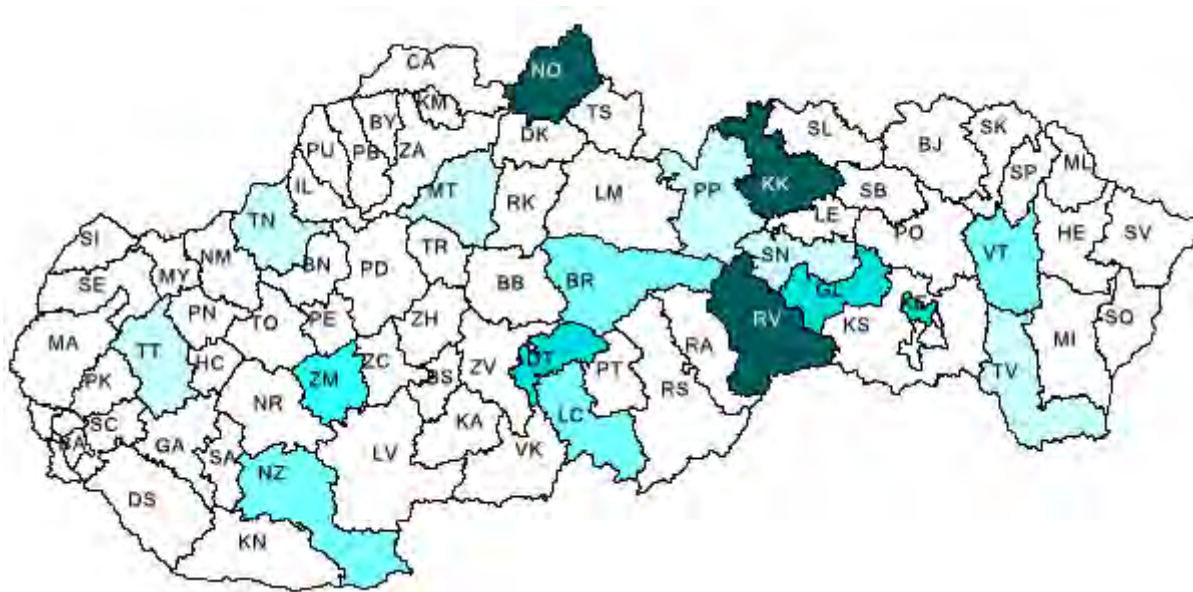 CA
NO
KM
TS
BY
DK
SL
BJ
SK
PU
PB
ZA
ML
SP
IL
MT
RK
LM
PP
KK
SB
LE
TN
PO
HE
SV
SI
NM
BN
PD
TR
BB
BR
SN
VT
SE
MY
GL
PN
TO
PE
ZH
RV
KS
SO
MA
TT
HC
ZC
ZV
DT
PT
RA
MI
PK
ZM
BS
RS
TV
NR
LC
SC
KA
BA
GA
SA
LV
VK
NZ
DS
KN